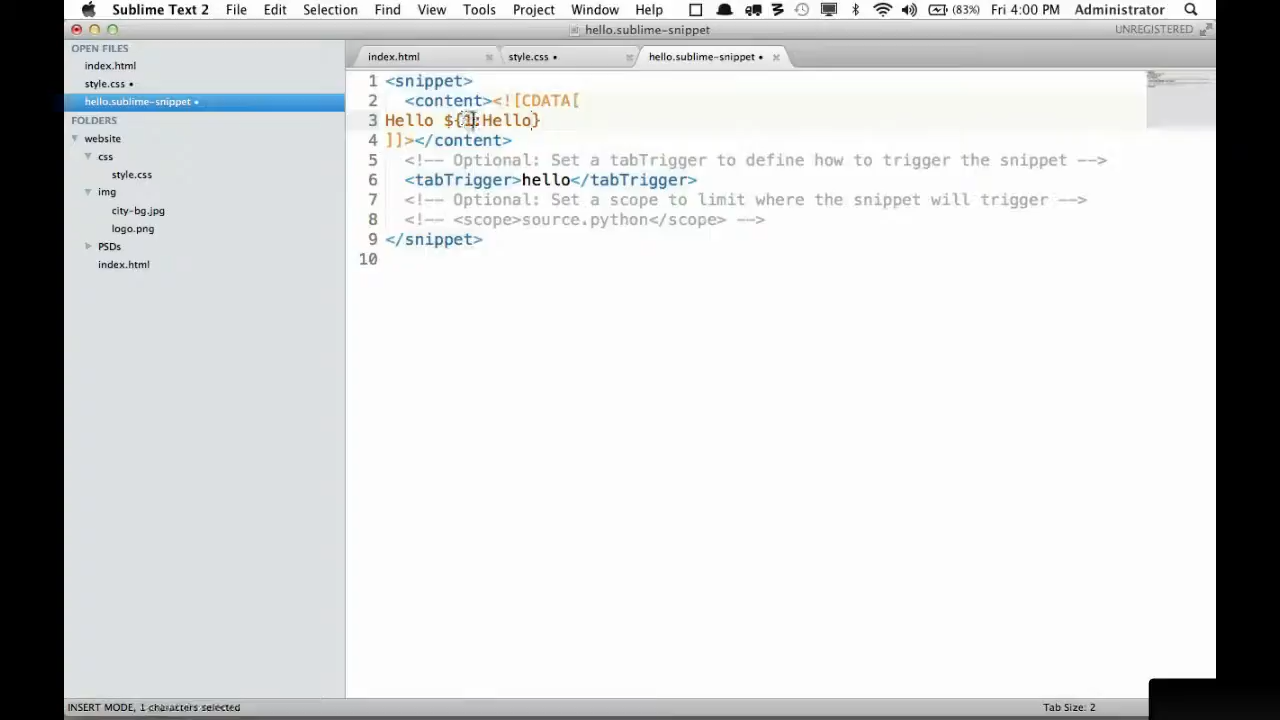 Sublime Text 2 File Edit Selection Find View Tools Project Window Help (83%) Fri 4:00 PM Administrator
hello.sublime-snippet UNREGISTERED
OPEN FILES
index.html
style.css
hello.sublime-snippet
FOLDERS
website
css
style.css
img
city-bg.jpg
logo.png
PSDs
index.html
index.html style.css hello.sublime-snippet
1 <snippet>
2 <content><![CDATA[
3 Hello ${1:Hello}
4 ]]></content>
5 <!-- Optional: Set a tabTrigger to define how to trigger the snippet -->
6 <tabTrigger>hello</tabTrigger>
7 <!-- Optional: Set a scope to limit where the snippet will trigger -->
8 <!-- <scope>source.python</scope> -->
9 </snippet>
10
INSERT MODE, 1 characters selected Tab Size: 2